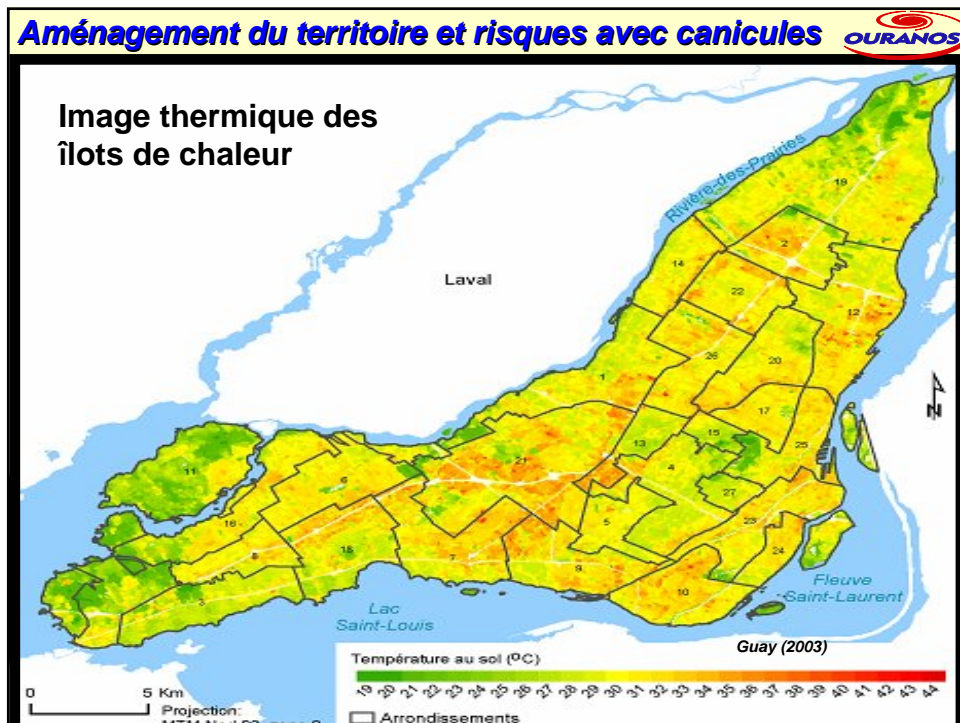 Aménagement du territoire et risques avec canicules
OURANOS
Image thermique des
îlots de chaleur
Rivière-des-Prairies
19
2
Laval
14
22
12
26
20
1
17
13
15
25
21
4
11
6
27
16
5
23
8
18
7
24
9
3
10
Fleuve
Saint-Laurent
Lac
Saint-Louis
N
Guay (2003)
Température au sol (ºC)
19 20 21 22 23 24 25 26 27 28 29 30 31 32 33 34 35 36 37 38 39 40 41 42 43 44
0 5 Km
Projection:
Arrondissements